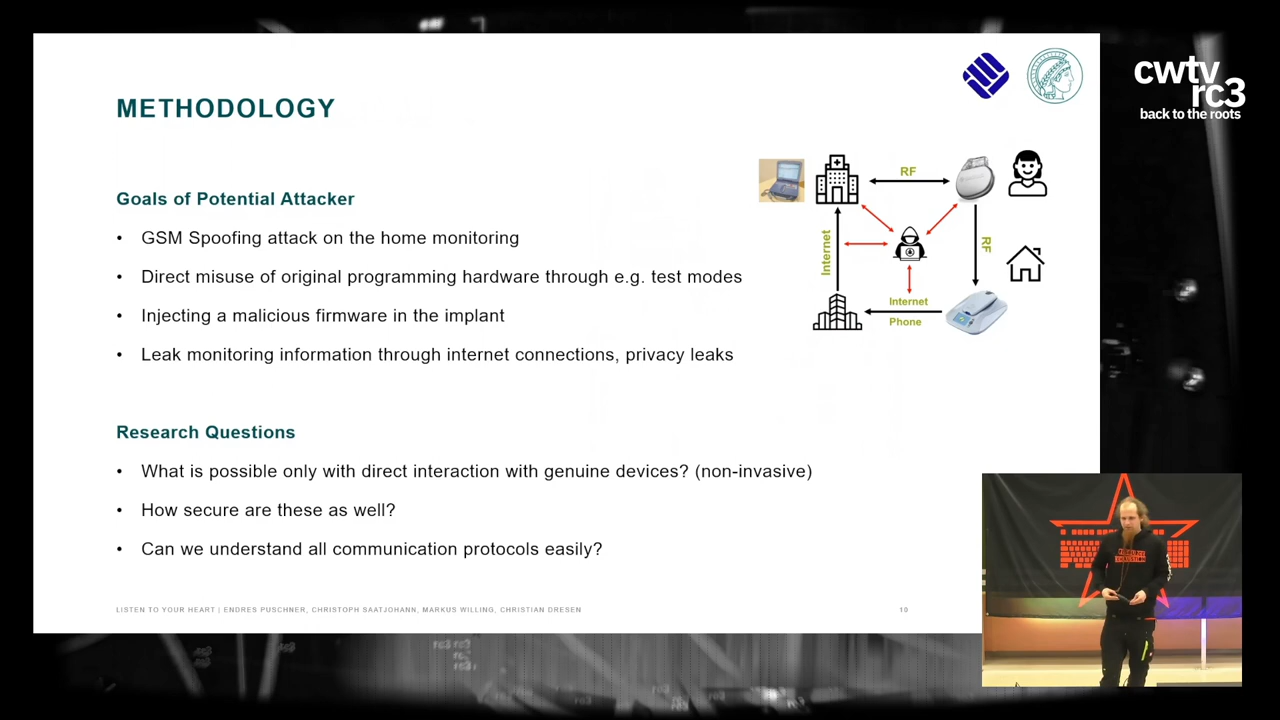 cwtv
rc3
back to the roots
METHODOLOGY
Goals of Potential Attacker
• GSM Spoofing attack on the home monitoring
• Direct misuse of original programming hardware through e.g. test modes
• Injecting a malicious firmware in the implant
• Leak monitoring information through internet connections, privacy leaks
RF
RF
Internet
Internet
Phone
Research Questions
• What is possible only with direct interaction with genuine devices? (non-invasive)
• How secure are these as well?
• Can we understand all communication protocols easily?
LISTEN TO YOUR HEART | ENDRES PUSCHNER, CHRISTOPH SAATJOHANN, MARKUS WILLING, CHRISTIAN DRESEN
10